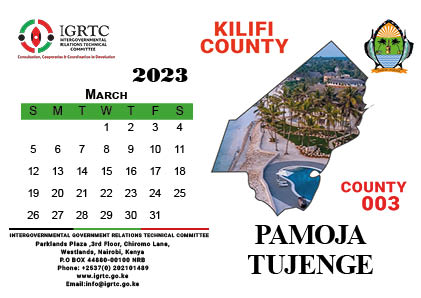 IGRTC
INTERGOVERNMENTAL
RELATIONS TECHNICAL
COMMITTEE
Consultation, Cooperation & Coordination in Devolution
2023
March
S M T W T F S
1 2 3 4
5 6 7 8 9 10 11
12 13 14 15 16 17 18
19 20 21 22 23 24 25
26 27 28 29 30 31
INTERGOVERNMENTAL GOVERNMENT RELATIONS TECHNICAL COMMITTEE
Parklands Plaza ,3rd Floor, Chiromo Lane,
Westlands, Nairobi, Kenya
P.O BOX 44880-00100 NRB
Phone: +2537(0) 202101489
www.igrtc.go.ke
Email:info@igrtc.go.ke
KILIFI
COUNTY
COUNTY
003
PAMOJA
TUJENGE